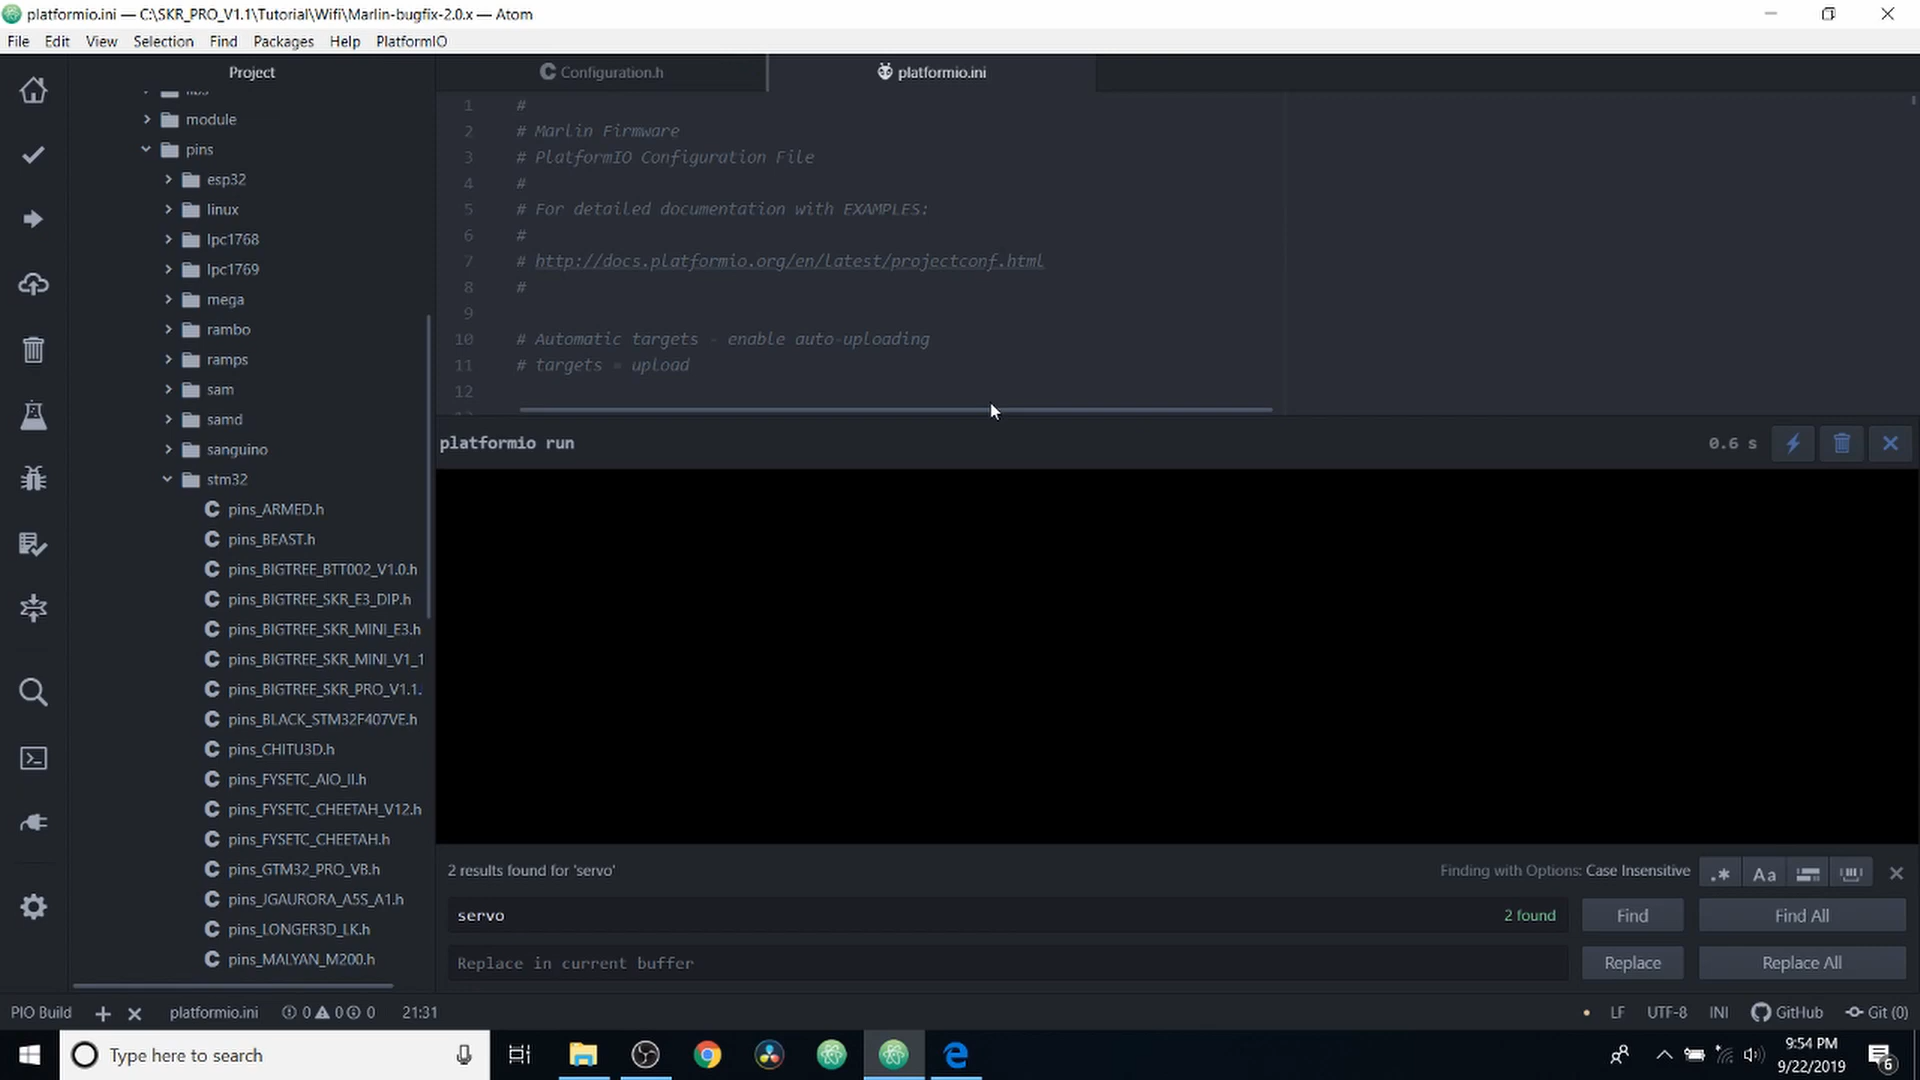 platformio.ini — C:\SKR_PRO_V1.1\Tutorial\Wifi\Marlin-bugfix-2.0.x — Atom
File Edit View Selection Find Packages Help PlatformIO
Project
Configuration.h
platformio.ini
module
pins
esp32
linux
lpc1768
lpc1769
mega
rambo
ramps
sam
samd
sanguino
stm32
pins_ARMED.h
pins_BEAST.h
pins_BIGTREE_BTT002_V1.0.h
pins_BIGTREE_SKR_E3_DIP.h
pins_BIGTREE_SKR_MINI_E3.h
pins_BIGTREE_SKR_MINI_V1_1
pins_BIGTREE_SKR_PRO_V1.1.
pins_BLACK_STM32F407VE.h
pins_CHITU3D.h
pins_FYSETC_AIO_II.h
pins_FYSETC_CHEETAH_V12.h
pins_FYSETC_CHEETAH.h
pins_GTM32_PRO_VB.h
pins_JGAURORA_A5S_A1.h
pins_LONGER3D_LK.h
pins_MALYAN_M200.h
1 #
2 # Marlin Firmware
3 # PlatformIO Configuration File
4 #
5 # For detailed documentation with EXAMPLES:
6 #
7 # http://docs.platformio.org/en/latest/projectconf.html
8 #
9
10 # Automatic targets - enable auto-uploading
11 # targets = upload
12
platformio run
0.6 s
2 results found for 'servo'
Finding with Options: Case Insensitive
.* Aa
servo
2 found
Find
Find All
Replace in current buffer
Replace
Replace All
PIO Build + platformio.ini 0 0 0 21:31
LF UTF-8 INI GitHub Git (0)
Type here to search
9:54 PM
9/22/2019
6